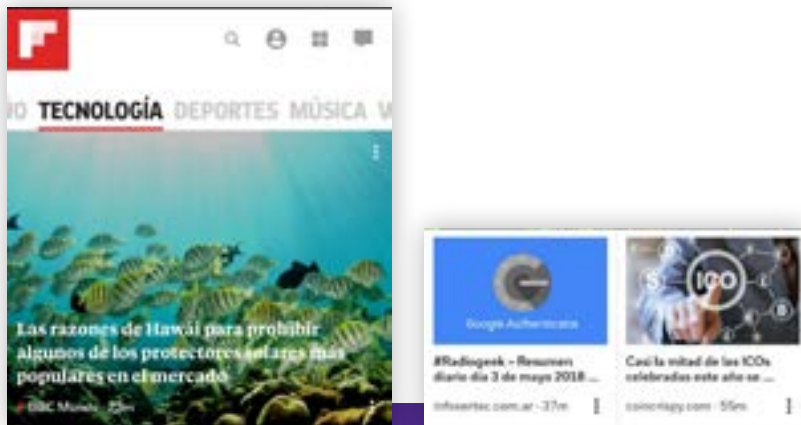 TECNOLOGÍA DEPORTES MÚSICA
Las razones de Hawái para prohibir
algunos de los protectores solares más
populares en el mercado
BBC Mundo
Google Authenticator
#Radiogeek – Resumen
diario día 3 de mayo 2018 ...
infosertec.com.ar · 37m
ICO
Casi la mitad de las ICOs
celebradas este año se ...
coincrispy.com · 55m